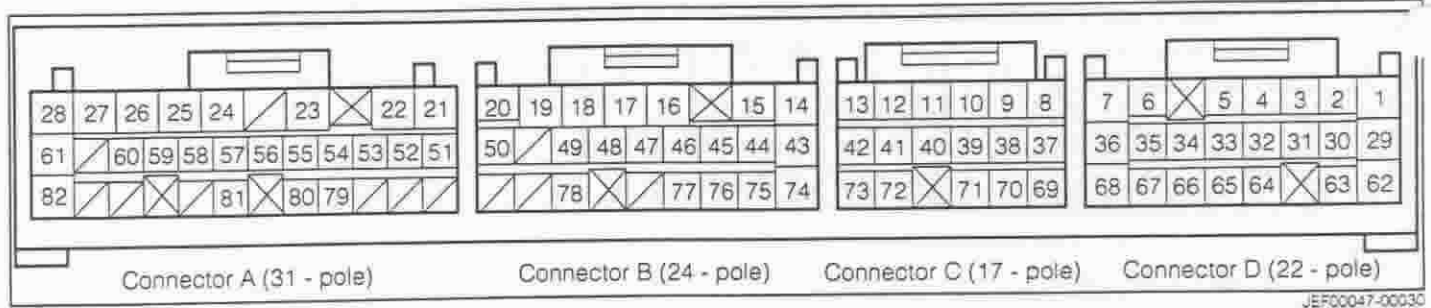 28 27 26 25 24 23 22 21 20 19 18 17 16 15 14 13 12 11 10 9 8 7 6 5 4 3 2 1
61 60 59 58 57 56 55 54 53 52 51 50 49 48 47 46 45 44 43 42 41 40 39 38 37 36 35 34 33 32 31 30 29
82 81 80 79 78 77 76 75 74 73 72 71 70 69 68 67 66 65 64 63 62
Connector A (31 - pole) Connector B (24 - pole) Connector C (17 - pole) Connector D (22 - pole)
JEF00047-00030